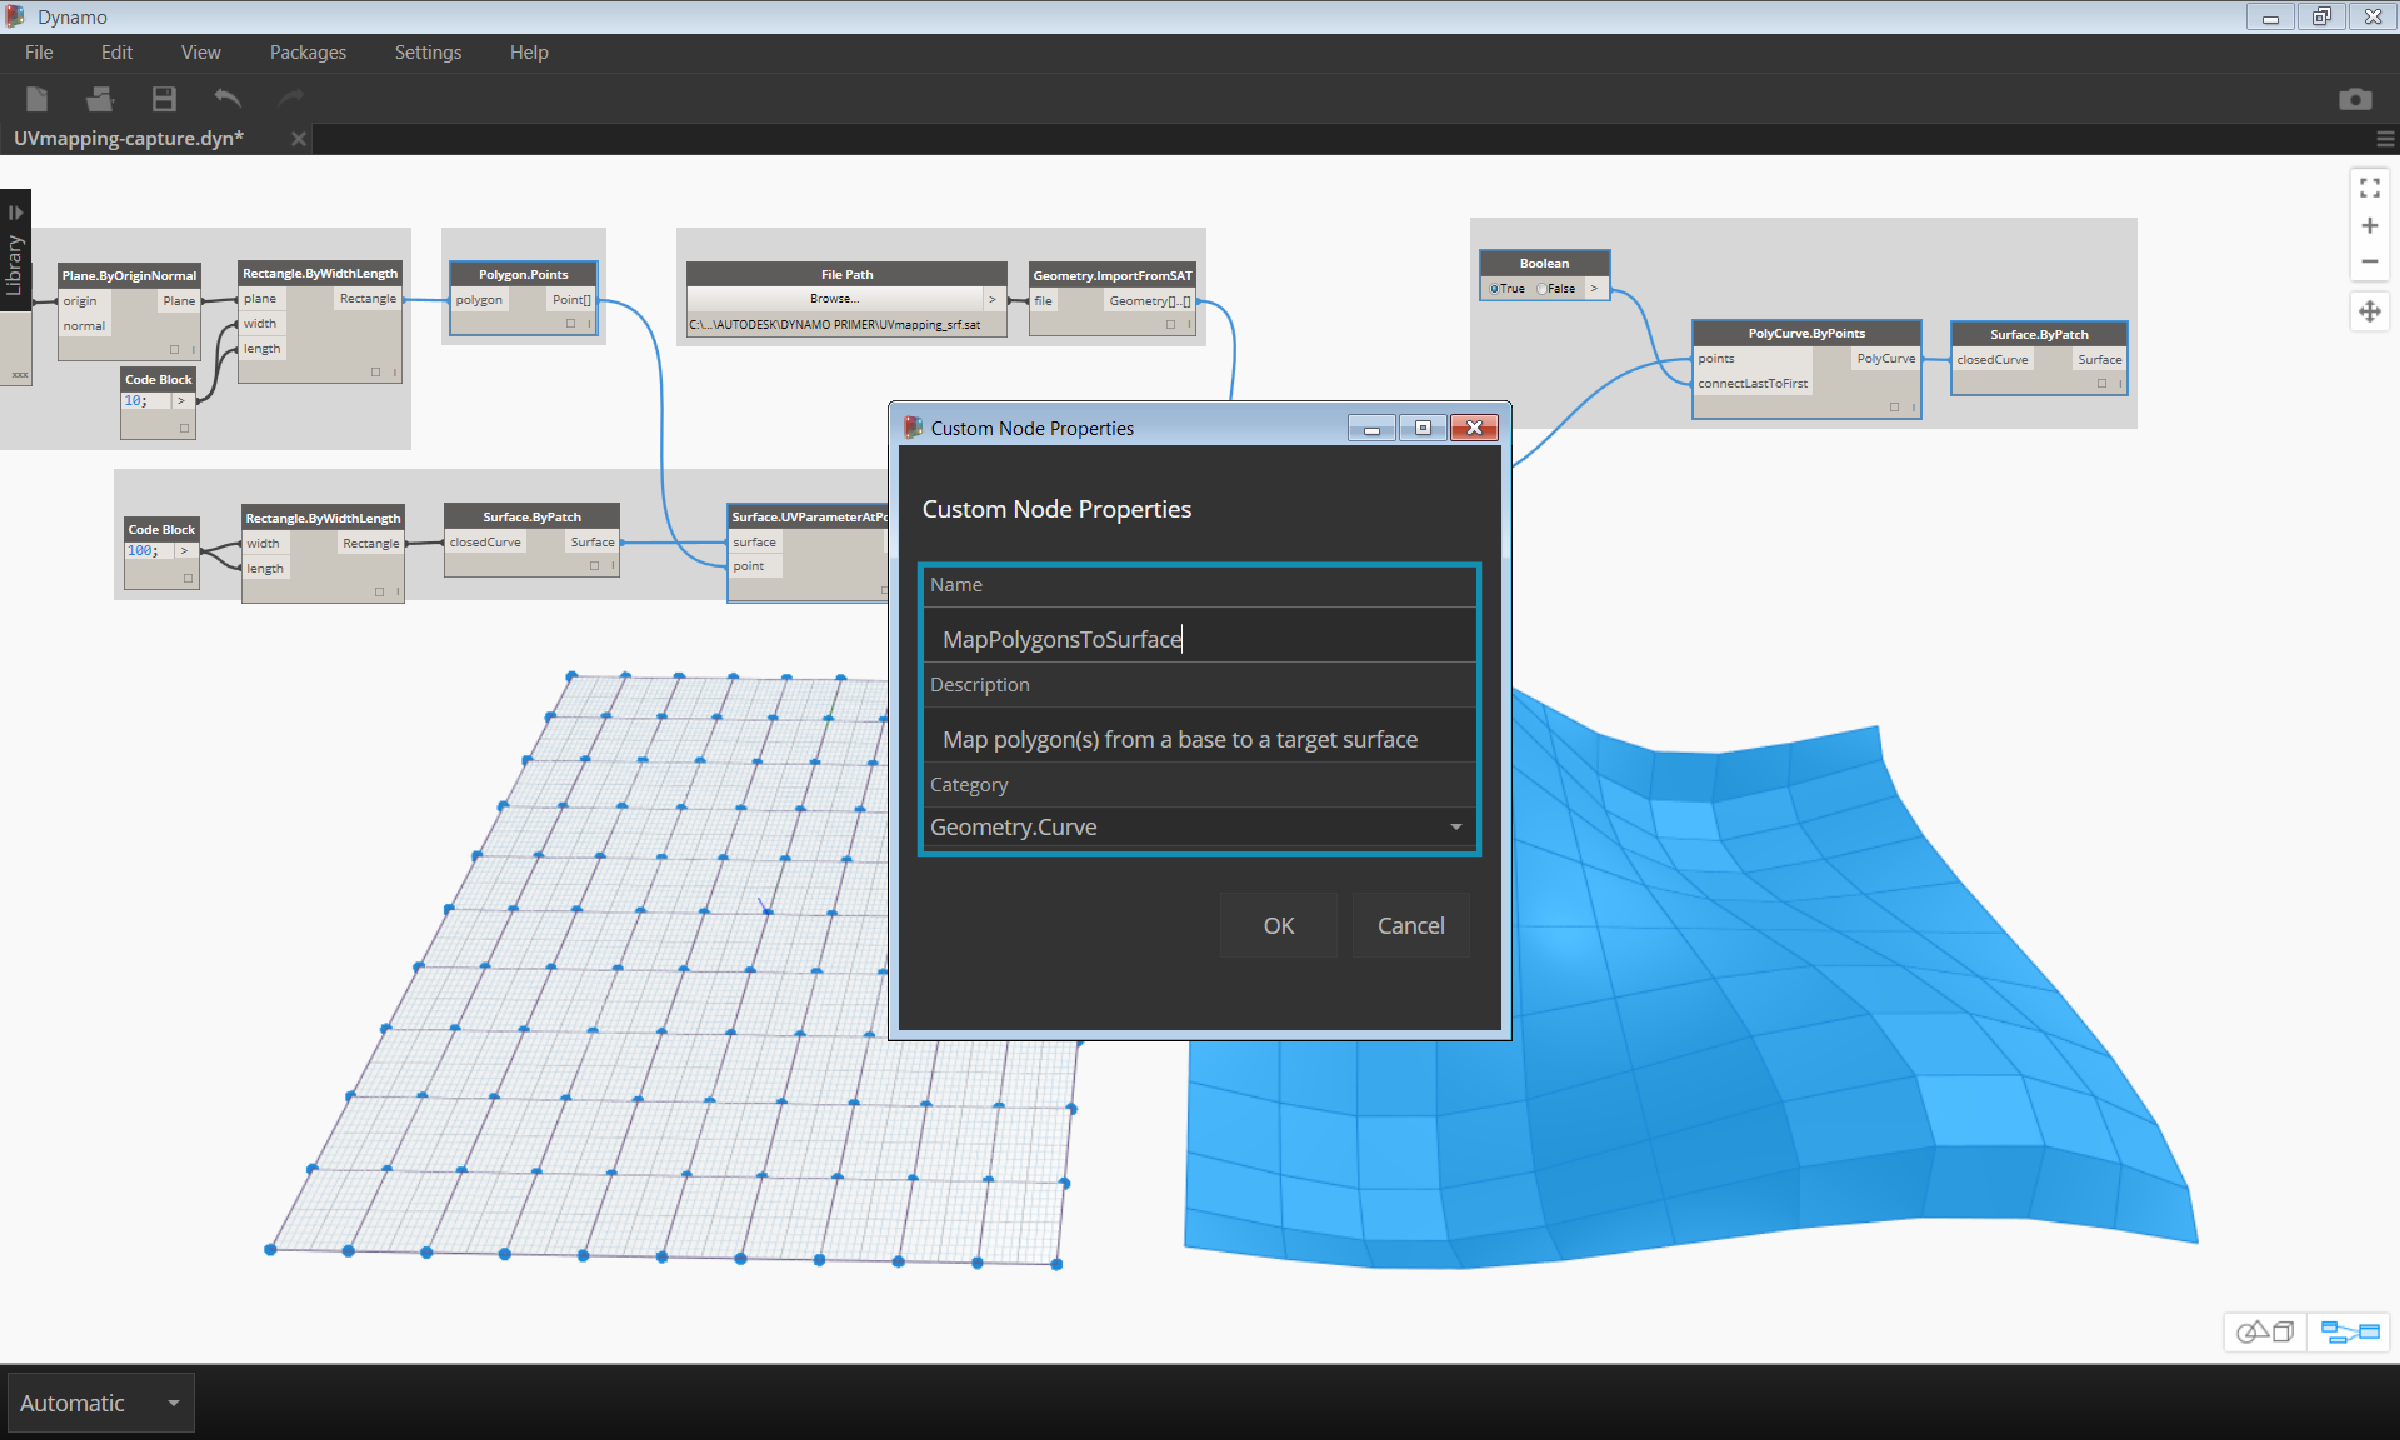 Dynamo
File Edit View Packages Settings Help
UVmapping-capture.dyn*
Library
Plane.ByOriginNormal
origin Plane
normal
Rectangle.ByWidthLength
plane Rectangle
width
length
Code Block
10; >
Polygon.Points
polygon Point[]
File Path
Browse... >
C:\...\AUTODESK\DYNAMO PRIMER\UVmapping_srf.sat
Geometry.ImportFromSAT
file Geometry[]..[]
Boolean
True False >
PolyCurve.ByPoints
points PolyCurve
connectLastToFirst
Surface.ByPatch
closedCurve Surface
Code Block
100; >
Rectangle.ByWidthLength
width Rectangle
length
Surface.ByPatch
closedCurve Surface
Surface.UVParameterAtPo
surface
point
Custom Node Properties
Custom Node Properties
Name
MapPolygonsToSurface
Description
Map polygon(s) from a base to a target surface
Category
Geometry.Curve
OK Cancel
Automatic